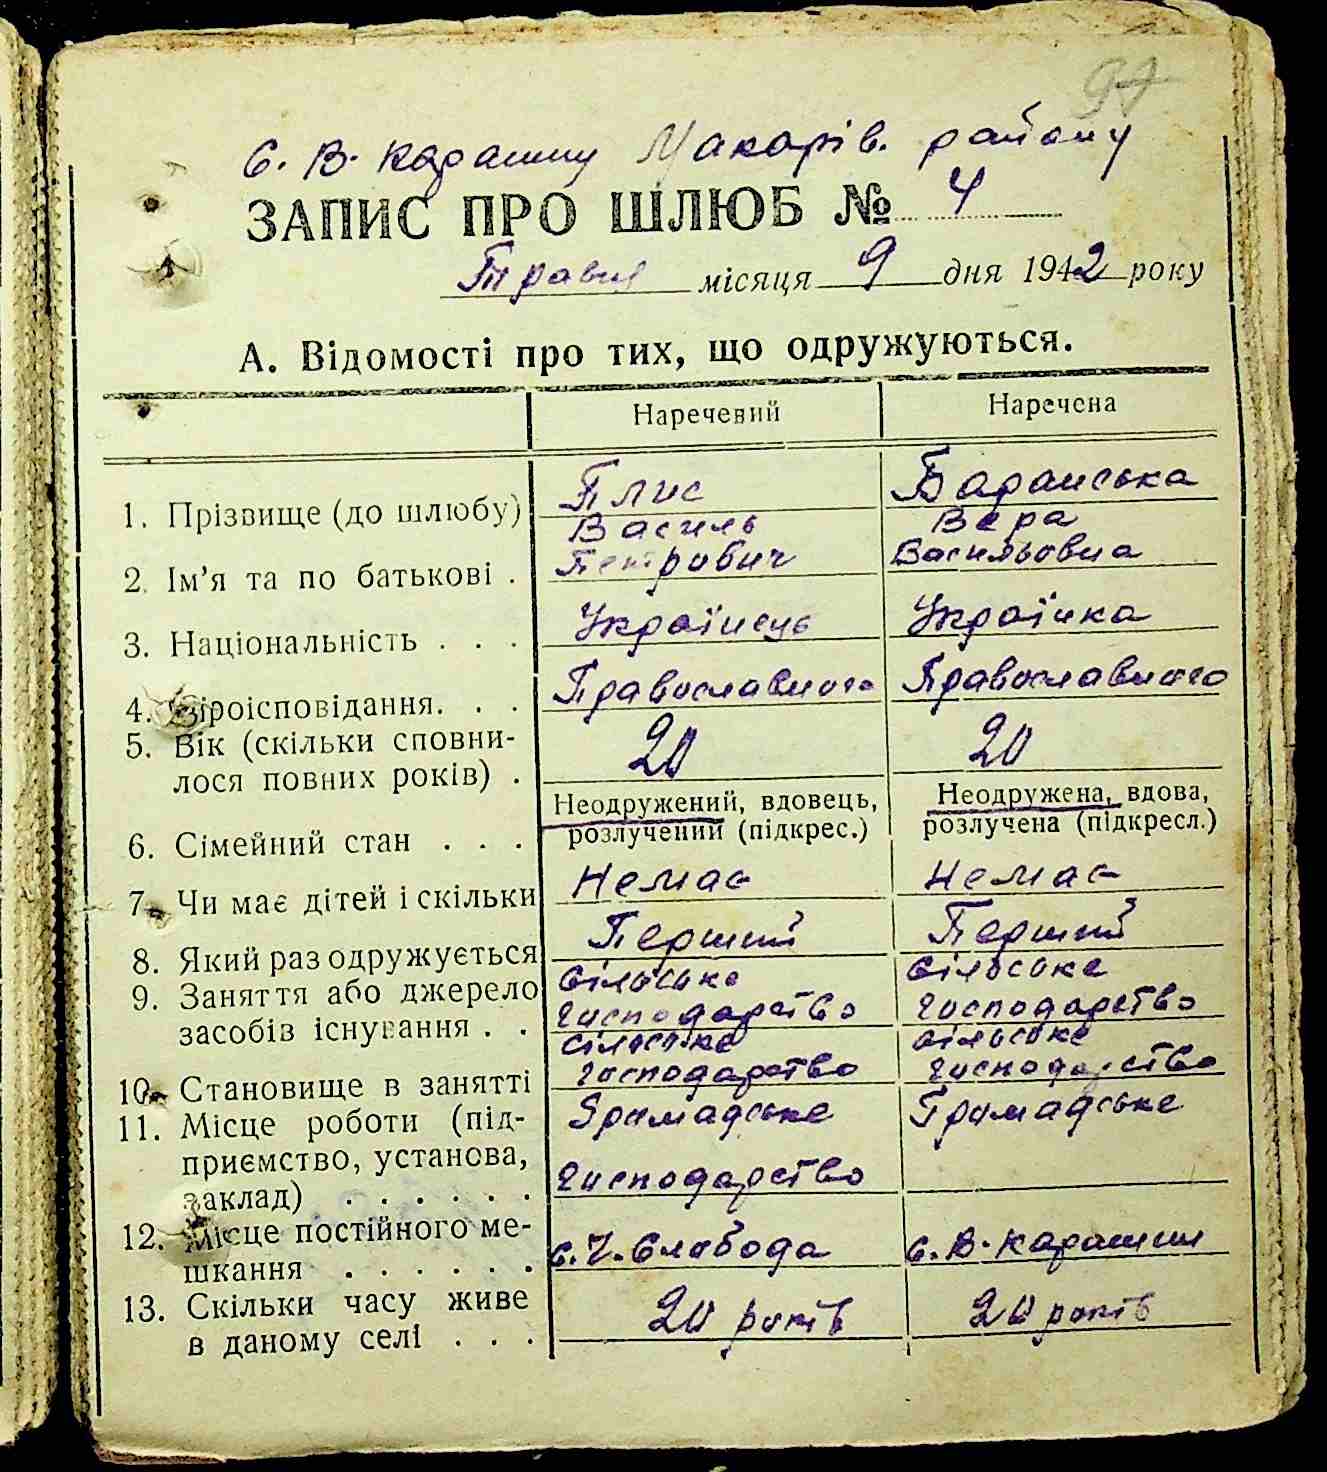 97
с. В. Карашин Макарів. району
ЗАПИС ПРО ШЛЮБ № 4
Травня місяця 9 дня 1942 року
А. Відомості про тих, що одружуються.
Наречений Наречена
1. Прізвище (до шлюбу) Плис Баранська
Василь Вера
2. Ім'я та по батькові . Петрович Васильовна
3. Національність . . . Українець Українка
4. Віроісповідання. . . Православного Православного
5. Вік (скільки сповни-
лося повних років) . 20 20
Неодружений, вдовець, Неодружена, вдова,
розлучений (підкрес.) розлучена (підкресл.)
6. Сімейний стан . . .
7. Чи має дітей і скільки Немає Немає
8. Який раз одружується Перший Перший
9. Заняття або джерело сільське сільське
засобів існування . . господарство господарство
сільське сільське
10. Становище в занятті господарство господарство
11. Місце роботи (під- Громадське Громадське
приємство, установа, господарство
заклад) . . . . . .
12. Місце постійного ме-
шкання . . . . . . с. Ч. Слобода с. В. Карашин
13. Скільки часу живе
в даному селі . . . 20 років 20 років